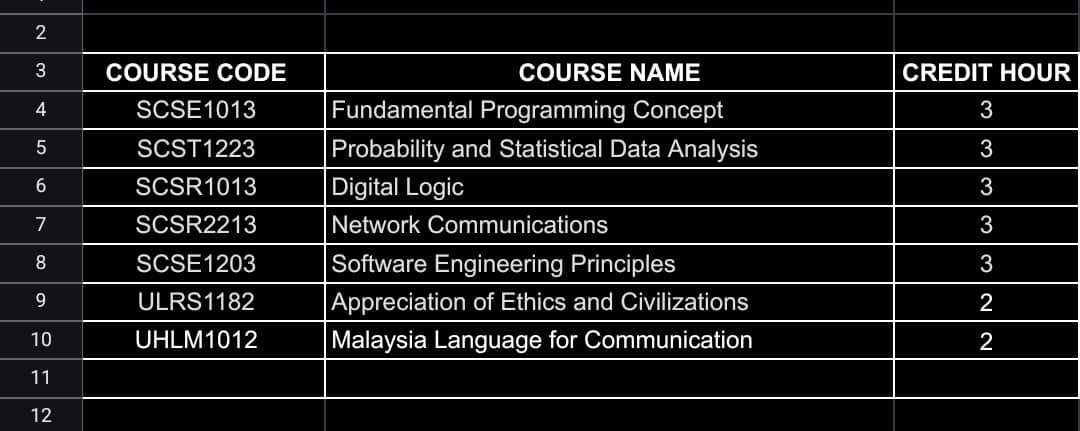 2
3 COURSE CODE COURSE NAME CREDIT HOUR
4 SCSE1013 Fundamental Programming Concept 3
5 SCST1223 Probability and Statistical Data Analysis 3
6 SCSR1013 Digital Logic 3
7 SCSR2213 Network Communications 3
8 SCSE1203 Software Engineering Principles 3
9 ULRS1182 Appreciation of Ethics and Civilizations 2
10 UHLM1012 Malaysia Language for Communication 2
11
12